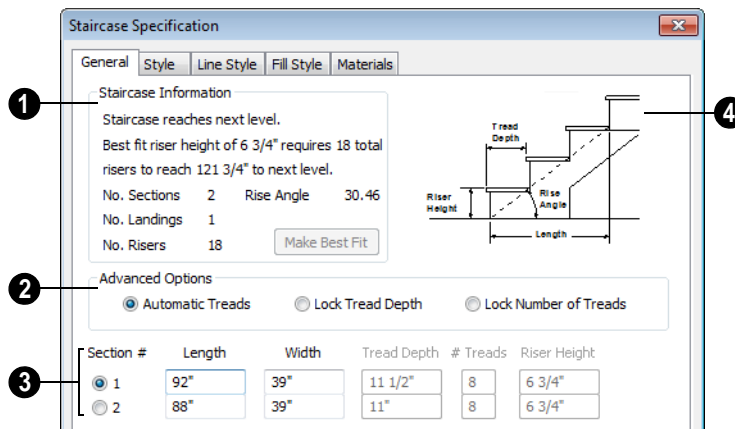 Staircase Specification
General Style Line Style Fill Style Materials
1
Staircase Information
Staircase reaches next level.
Best fit riser height of 6 3/4" requires 18 total
risers to reach 121 3/4" to next level.
No. Sections 2 Rise Angle 30.46
No. Landings 1
No. Risers 18 Make Best Fit
Tread
Depth
Riser
Height
Rise
Angle
Length
4
2
Advanced Options
Automatic Treads Lock Tread Depth Lock Number of Treads
3
Section # Length Width Tread Depth # Treads Riser Height
1 92" 39" 11 1/2" 8 6 3/4"
2 88" 39" 11" 8 6 3/4"